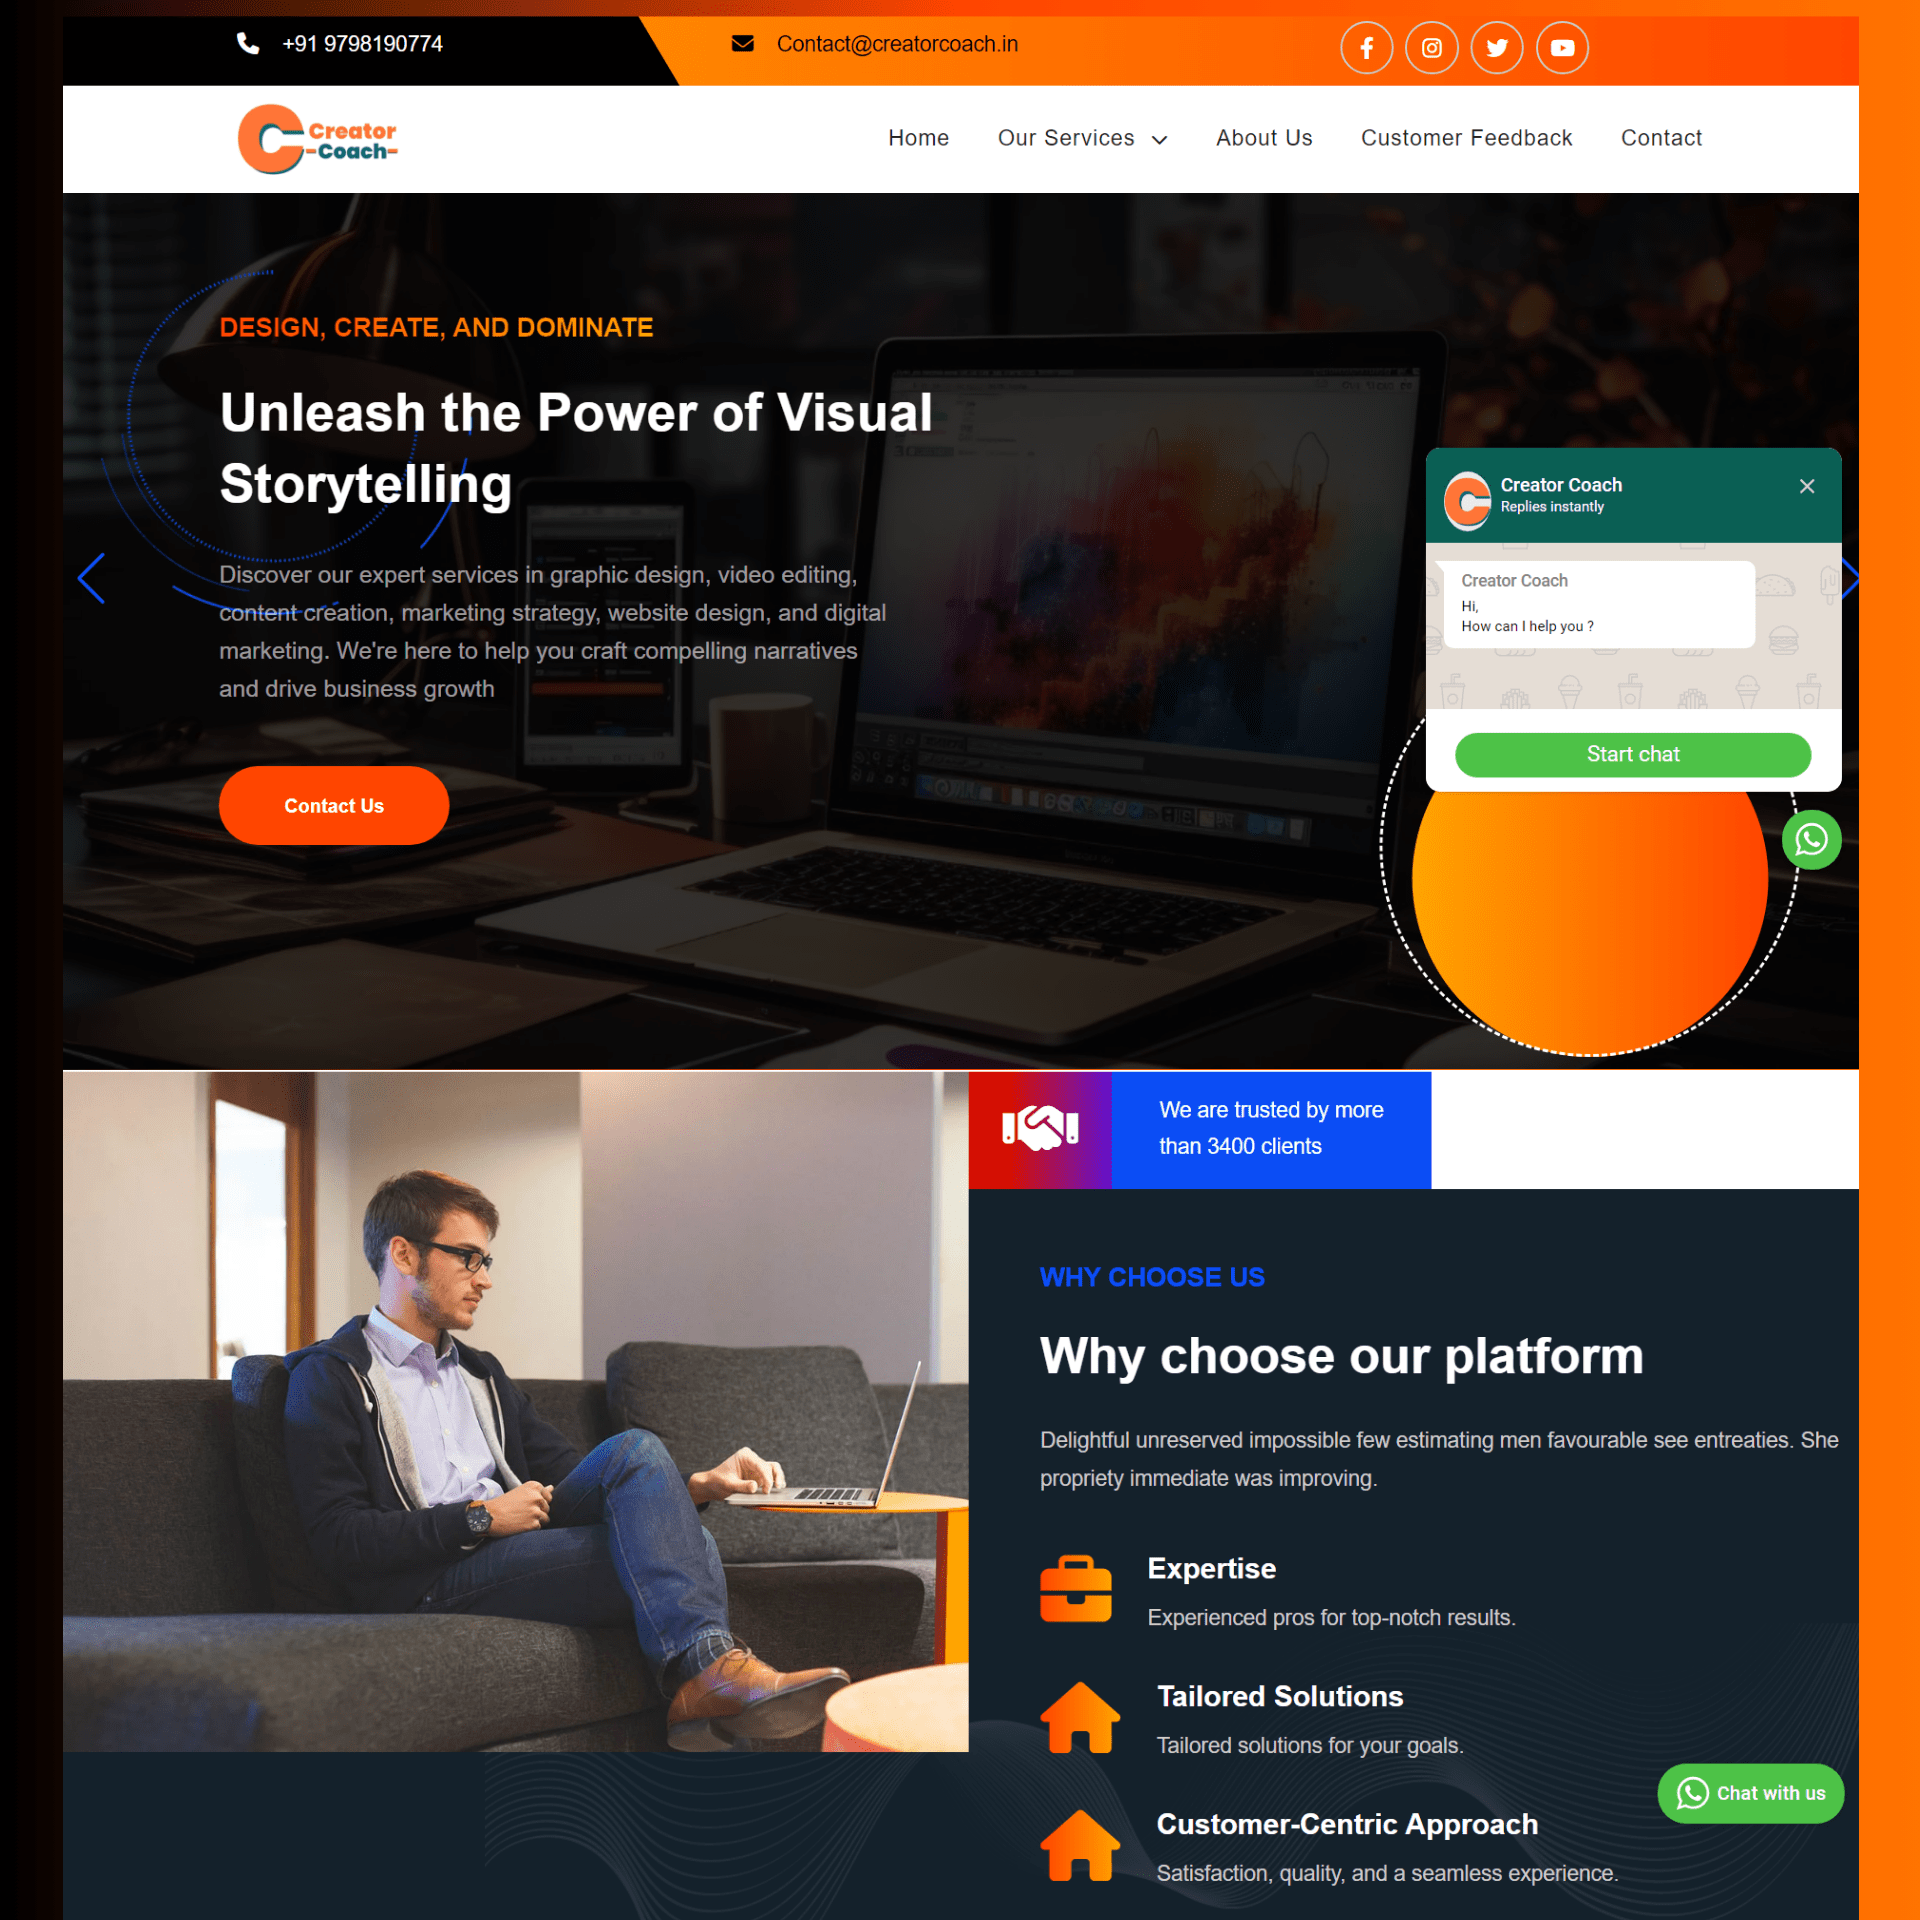 +91 9798190774
Contact@creatorcoach.in
Creator
-Coach-
Home
Our Services
About Us
Customer Feedback
Contact
DESIGN, CREATE, AND DOMINATE
Unleash the Power of Visual
Storytelling
Discover our expert services in graphic design, video editing,
content creation, marketing strategy, website design, and digital
marketing. We're here to help you craft compelling narratives
and drive business growth
Contact Us
Creator Coach
Replies instantly
Creator Coach
Hi,
How can I help you ?
Start chat
We are trusted by more
than 3400 clients
WHY CHOOSE US
Why choose our platform
Delightful unreserved impossible few estimating men favourable see entreaties. She
propriety immediate was improving.
Expertise
Experienced pros for top-notch results.
Tailored Solutions
Tailored solutions for your goals.
Chat with us
Customer-Centric Approach
Satisfaction, quality, and a seamless experience.